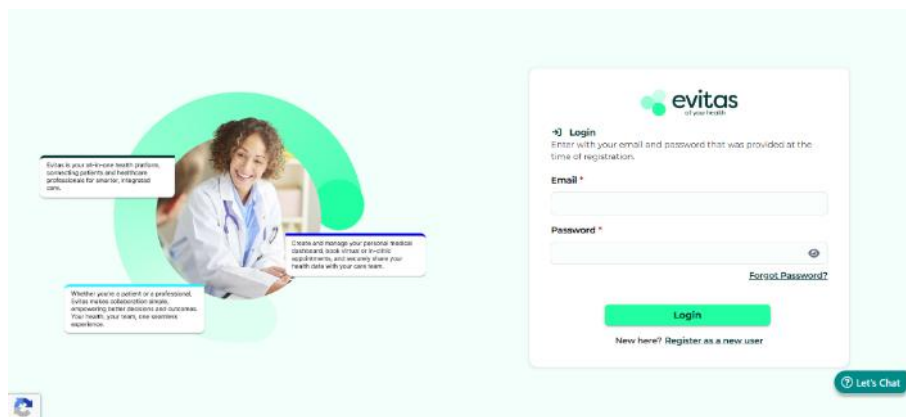 Evitas is your all-in-one health platform,
connecting patients and healthcare
professionals for smarter, integrated
care.
Create and manage your personal medical
dashboard, book virtual or in-clinic
appointments, and securely share your
health data with your care team.
Whether you're a patient or a professional,
Evitas makes collaboration simple,
empowering better decisions and outcomes.
Your health, your team, one seamless
experience.
evitas
of your health
Login
Enter with your email and password that was provided at the
time of registration.
Email *
Password *
Forgot Password?
Login
New here? Register as a new user
Let's Chat